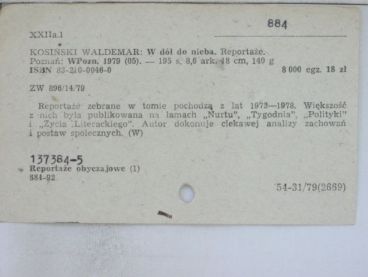 884
XXIIa.1
KOSIŃSKI WALDEMAR: W dół do nieba. Reportaże.
Poznań: WPozn. 1979 (05). — 195 s. 8,6 ark. 18 cm, 140 g
ISBN 83-210-0046-0 8 000 egz. 18 zł
ZW 896/14/79
Reportaże zebrane w tomie pochodzą z lat 1973—1978. Większość
z nich była publikowana na łamach „Nurtu”, „Tygodnia”, „Polityki”
i „Życia Literackiego”. Autor dokonuje ciekawej analizy zachowań
i postaw społecznych. (W)
137364-5
Reportaże obyczajowe (1)
884-92
54-31/79(2669)